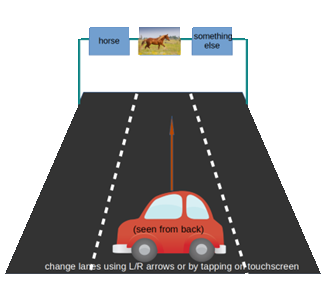 horse
something
else
(seen from back)
change lanes using L/R arrows or by tapping on touchscreen